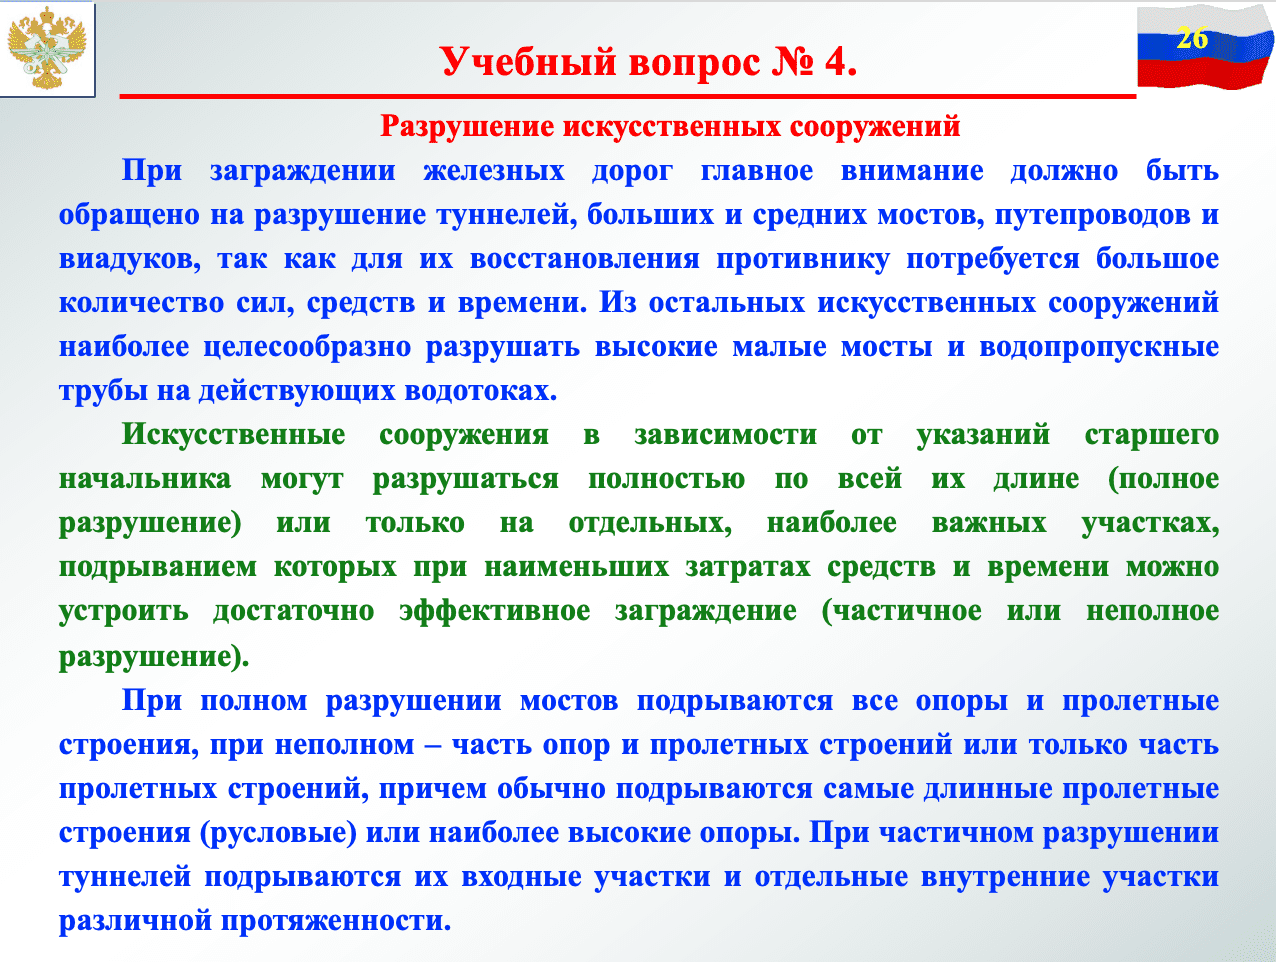 26
Учебный вопрос № 4.
Разрушение искусственных сооружений
При заграждении железных дорог главное внимание должно быть
обращено на разрушение туннелей, больших и средних мостов, путепроводов и
виадуков, так как для их восстановления противнику потребуется большое
количество сил, средств и времени. Из остальных искусственных сооружений
наиболее целесообразно разрушать высокие малые мосты и водопропускные
трубы на действующих водотоках.
Искусственные сооружения в зависимости от указаний старшего
начальника могут разрушаться полностью по всей их длине (полное
разрушение) или только на отдельных, наиболее важных участках,
подрыванием которых при наименьших затратах средств и времени можно
устроить достаточно эффективное заграждение (частичное или неполное
разрушение).
При полном разрушении мостов подрываются все опоры и пролетные
строения, при неполном – часть опор и пролетных строений или только часть
пролетных строений, причем обычно подрываются самые длинные пролетные
строения (русловые) или наиболее высокие опоры. При частичном разрушении
туннелей подрываются их входные участки и отдельные внутренние участки
различной протяженности.